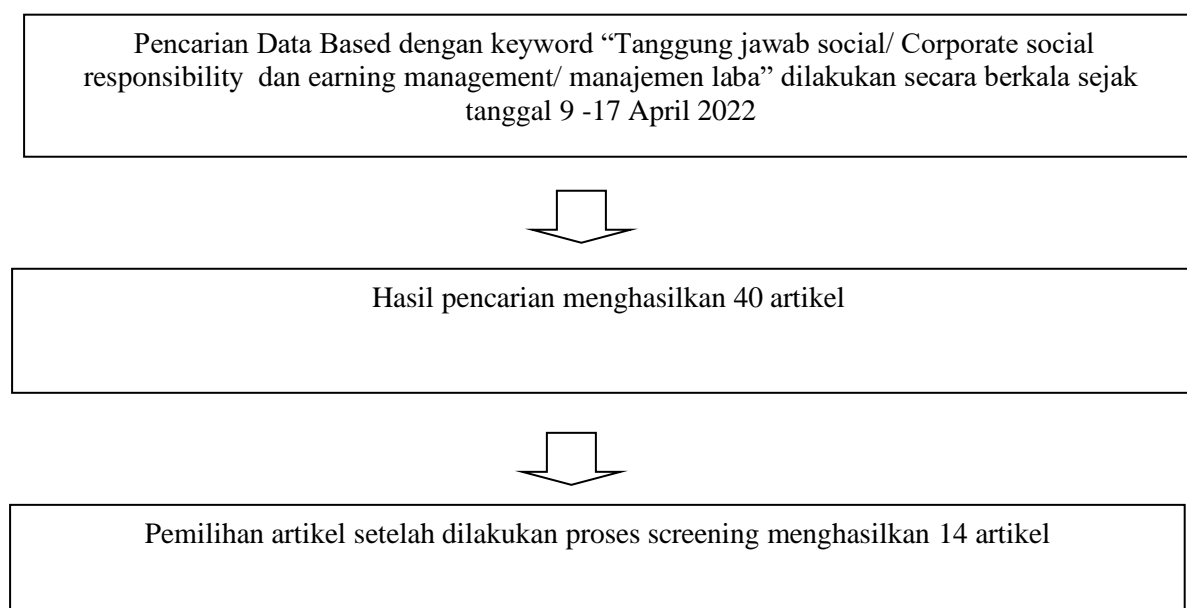 Pencarian Data Based dengan keyword “Tanggung jawab social/ Corporate social
responsibility  dan earning management/ manajemen laba” dilakukan secara berkala sejak
tanggal 9 -17 April 2022
Hasil pencarian menghasilkan 40 artikel
Pemilihan artikel setelah dilakukan proses screening menghasilkan 14 artikel